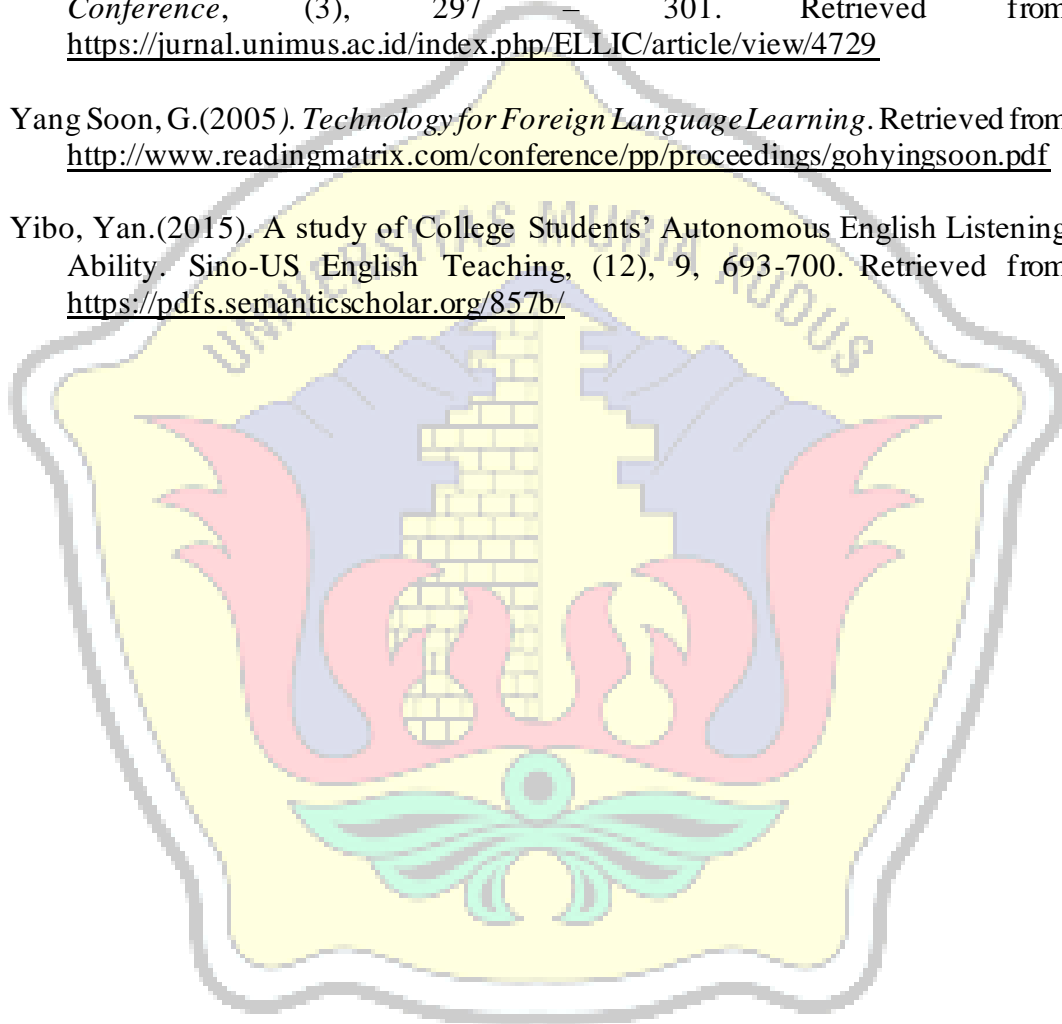 Conference, (3), 297 – 301. Retrieved from
https://jurnal.unimus.ac.id/index.php/ELLIC/article/view/4729
Yang Soon, G.(2005). Technology for Foreign Language Learning. Retrieved from
http://www.readingmatrix.com/conference/pp/proceedings/gohyingsoon.pdf
Yibo, Yan.(2015). A study of College Students’ Autonomous English Listening
Ability. Sino-US English Teaching, (12), 9, 693-700. Retrieved from
https://pdfs.semanticscholar.org/857b/
UNIVERSITAS MURIA KUDUS